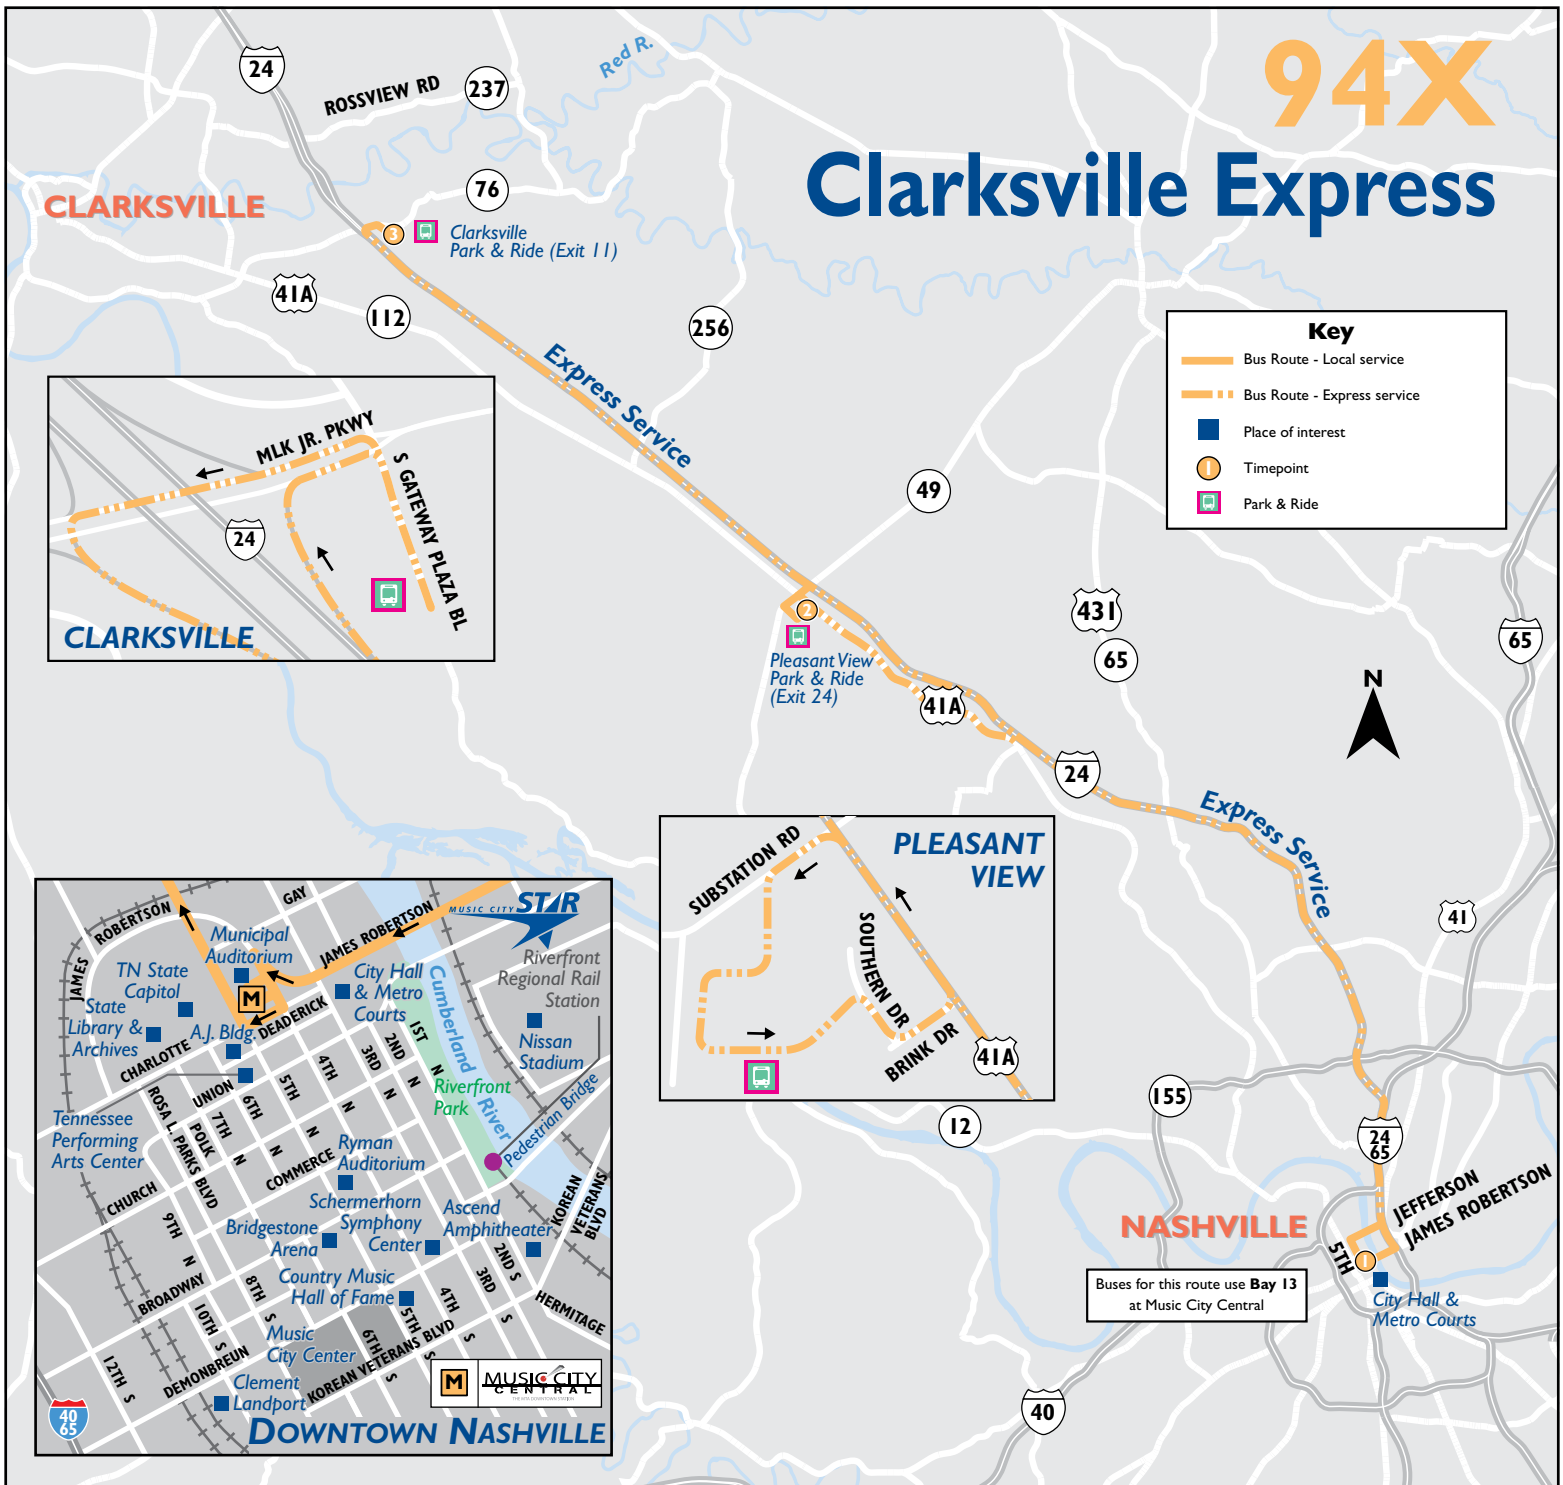 94X
Clarksville Express
24
ROSSVIEW RD
237
Red R.
76
CLARKSVILLE
3
Clarksville
Park & Ride (Exit 11)
41A
112
256
Express Service
Key
Bus Route - Local service
Bus Route - Express service
Place of interest
1
Timepoint
Park & Ride
MLK JR. PKWY
S GATEWAY PLAZA BL
24
CLARKSVILLE
49
2
Pleasant View
Park & Ride
(Exit 24)
431
65
65
41A
N
24
Express Service
41
PLEASANT
VIEW
SUBSTATION RD
SOUTHERN DR
BRINK DR
41A
12
155
24
65
JEFFERSON
JAMES ROBERTSON
NASHVILLE
5TH
1
Buses for this route use Bay 13
at Music City Central
City Hall &
Metro Courts
40
GAY
JAMES
ROBERTSON
JAMES ROBERTSON
MUSIC CITY STAR
Riverfront
Regional Rail
Station
Municipal
Auditorium
TN State
Capitol
State
Library &
Archives
A.J. Bldg.
M
City Hall
& Metro
Courts
Cumberland River
Nissan
Stadium
DEADERICK
CHARLOTTE
UNION
1ST N
2ND N
3RD N
4TH N
5TH N
6TH N
7TH N
POLK
ROSA L. PARKS BLVD
Riverfront
Park
Pedestrian Bridge
Tennessee
Performing
Arts Center
CHURCH
COMMERCE
Ryman
Auditorium
Schermerhorn
Symphony
Center
Ascend
Amphitheater
KOREAN
VETERANS
BLVD
Bridgestone
Arena
9TH N
BROADWAY
8TH S
Country Music
Hall of Fame
2ND S
3RD S
4TH S
5TH S
6TH S
HERMITAGE
10TH S
Music
City Center
KOREAN VETERANS BLVD
12TH S
DEMONBREUN
Clement
Landport
M
MUSIC CITY
CENTRAL
40
65
DOWNTOWN NASHVILLE